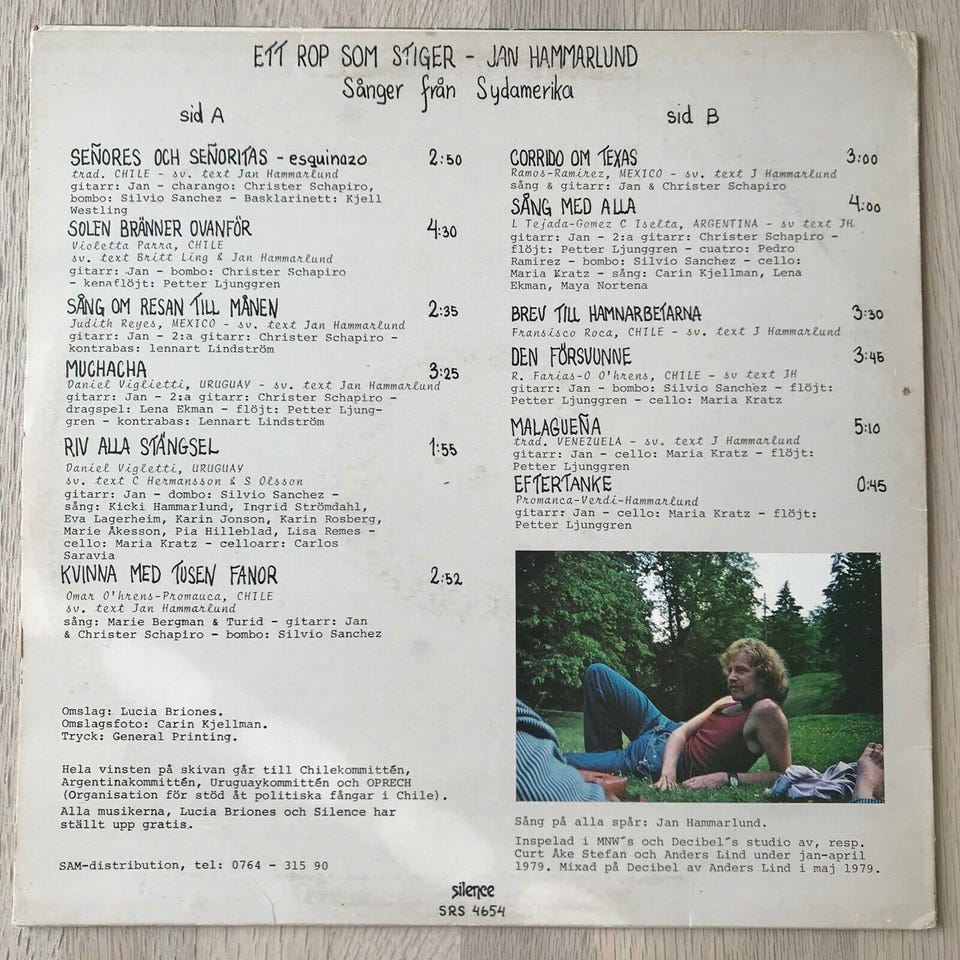 ETT ROP SOM STIGER - JAN HAMMARLUND
Sånger från Sydamerika
sid A
SEÑORES OCH SEÑORITAS - esquinazo 2:50
trad. CHILE - sv. text Jan Hammarlund
gitarr: Jan - charango: Christer Schapiro,
bombo: Silvio Sanchez - Basklarinett: Kjell
Westling
SOLEN BRÄNNER OVANFÖR 4:30
Violetta Parra, CHILE
sv. text Britt Ling & Jan Hammarlund
gitarr: Jan - bombo: Christer Schapiro
- kenaflöjt: Petter Ljunggren
SÅNG OM RESAN TILL MÅNEN 2:35
Judith Reyes, MEXICO - sv. text Jan Hammarlund
gitarr: Jan - 2:a gitarr: Christer Schapiro -
kontrabas: lennart Lindström
MUCHACHA 3:25
Daniel Viglietti, URUGUAY - sv. text Jan Hammarlund
gitarr: Jan - 2:a gitarr: Christer Schapiro -
dragspel: Lena Ekman - flöjt: Petter Ljung-
gren - kontrabas: Lennart Lindström
RIV ALLA STÄNGSEL 1:55
Daniel Vigletti, URUGUAY
sv. text C Hermansson & S Olsson
gitarr: Jan - dombo: Silvio Sanchez -
sång: Kicki Hammarlund, Ingrid Strömdahl,
Eva Lagerheim, Karin Jonson, Karin Rosberg,
Marie Åkesson, Pia Hilleblad, Lisa Remes -
cello: Maria Kratz - celloarr: Carlos
Saravia
KVINNA MED TUSEN FANOR 2:52
Omar O'hrens-Promauca, CHILE
sv. text Jan Hammarlund
sång: Marie Bergman & Turid - gitarr: Jan
& Christer Schapiro - bombo: Silvio Sanchez
Omslag: Lucia Briones.
Omslagsfoto: Carin Kjellman.
Tryck: General Printing.
Hela vinsten på skivan går till Chilekommittén,
Argentinakommittén, Uruguaykommittén och OPRECH
(Organisation för stöd åt politiska fångar i Chile).
Alla musikerna, Lucia Briones och Silence har
ställt upp gratis.
SAM-distribution, tel: 0764 - 315 90
sid B
CORRIDO OM TEXAS 3:00
Ramos-Ramirez, MEXICO - sv. text J Hammarlund
sång & gitarr: Jan & Christer Schapiro
SÅNG MED ALLA 4:00
L Tejada-Gomez C Iselta, ARGENTINA - sv text JH
gitarr: Jan - 2:a gitarr: Christer Schapiro -
flöjt: Petter Ljunggren - cuatro: Pedro
Ramirez - bombo: Silvio Sanchez - cello:
Maria Kratz - sång: Carin Kjellman, Lena
Ekman, Maya Nortena
BREV TILL HAMNARBETARNA 3:30
Fransisco Roca, CHILE - sv. text J Hammarlund
DEN FÖRSVUNNE 3:45
R. Farias-O O'hrens, CHILE - sv text JH
gitarr: Jan - bombo: Silvio Sanchez - flöjt:
Petter Ljunggren - cello: Maria Kratz
MALAGUEÑA 5:10
trad. VENEZUELA - sv. text J Hammarlund
gitarr: Jan - cello: Maria Kratz - flöjt:
Petter Ljunggren
EFTERTANKE 0:45
Promanca-Verdi-Hammarlund
gitarr: Jan - cello: Maria Kratz - flöjt:
Petter Ljunggren
Sång på alla spår: Jan Hammarlund.
Inspelad i MNW´s och Decibel´s studio av, resp.
Curt Åke Stefan och Anders Lind under jan-april
1979. Mixad på Decibel av Anders Lind i maj 1979.
silence
SRS 4654